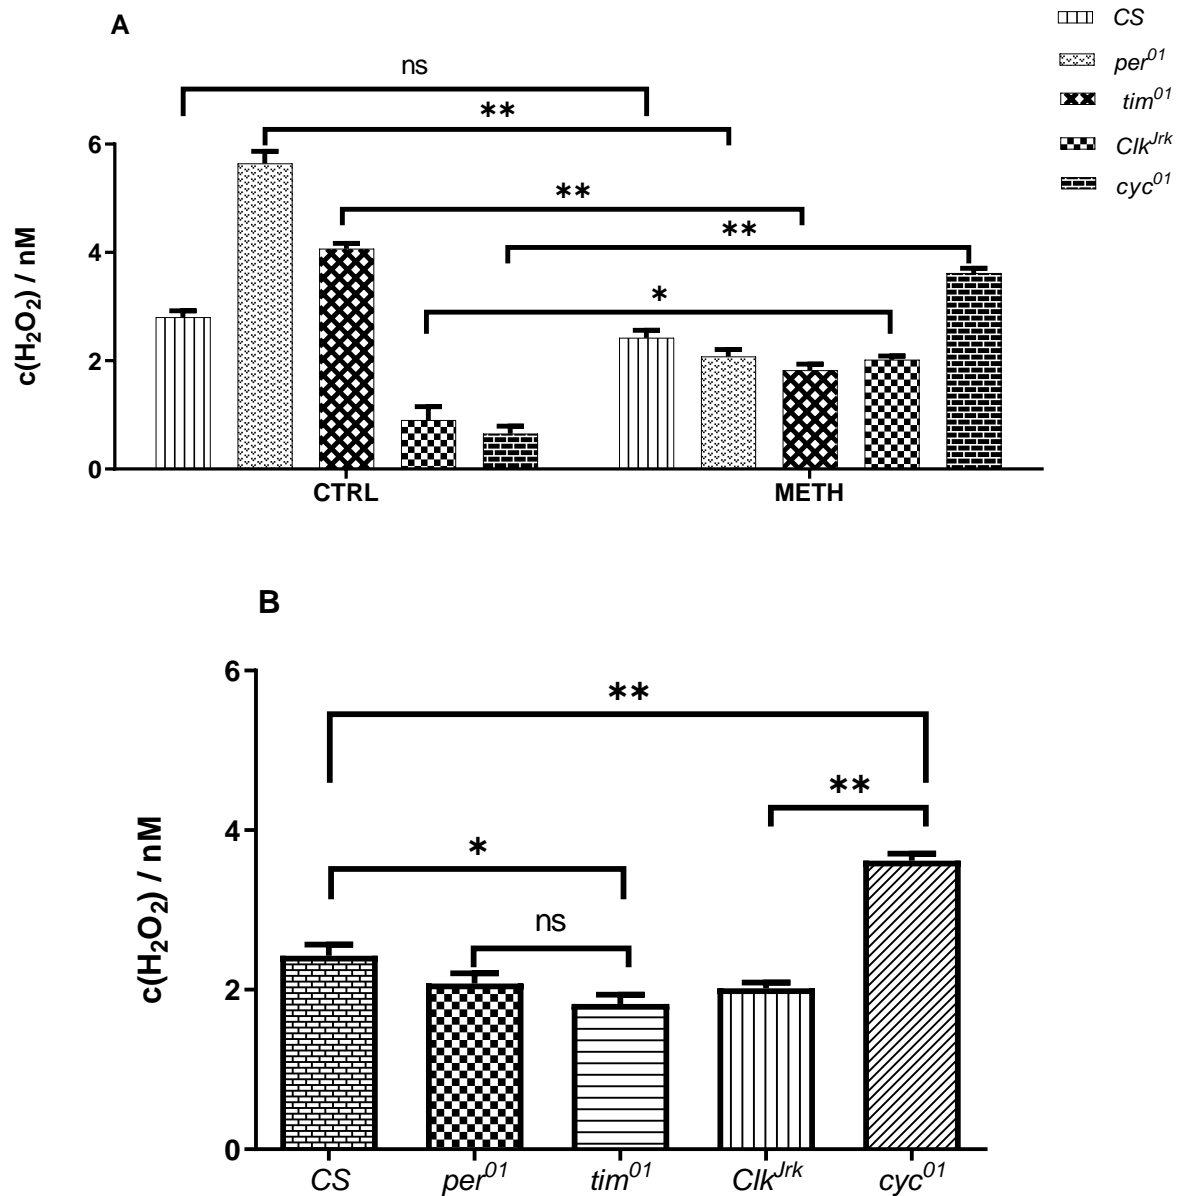 A
CS
per01
tim01
ClkJrk
cyc01
ns
**
**
**
*
c(H2O2) / nM
6
4
2
0
CTRL
METH
B
**
**
*
ns
c(H2O2) / nM
6
4
2
0
CS
per01
tim01
ClkJrk
cyc01